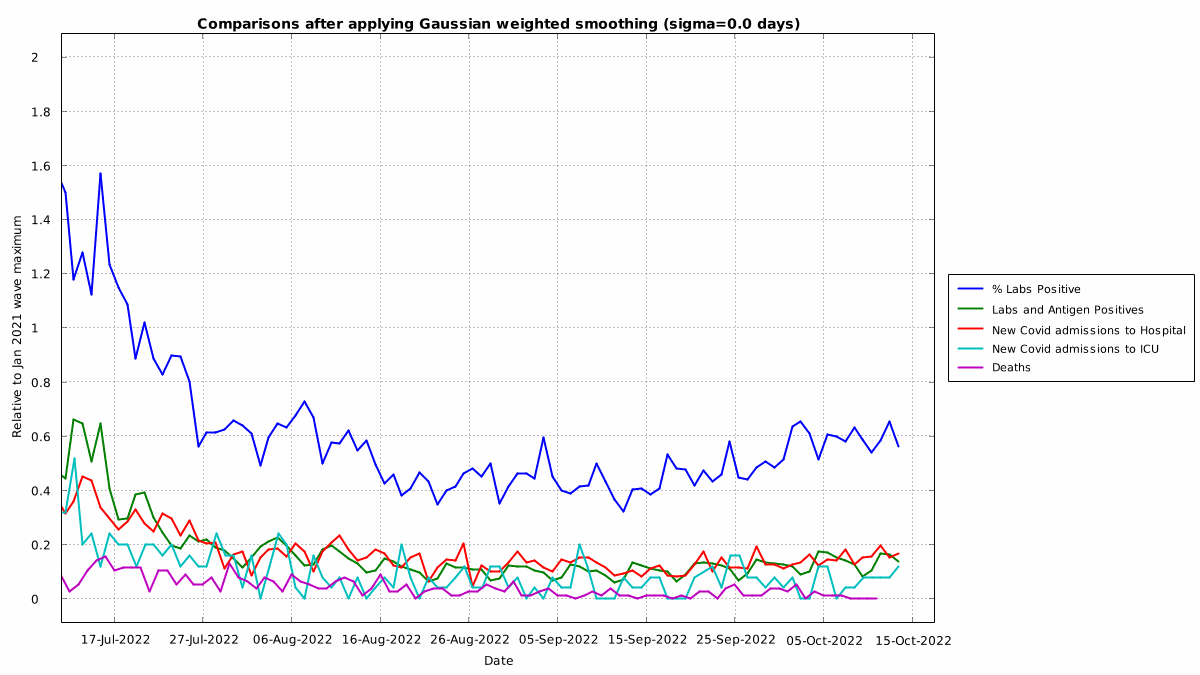 Comparisons after applying Gaussian weighted smoothing (sigma=0.0 days)
Relative to Jan 2021 wave maximum
2
1.8
1.6
1.4
1.2
1
0.8
0.6
0.4
0.2
0
17-Jul-2022 27-Jul-2022 06-Aug-2022 16-Aug-2022 26-Aug-2022 05-Sep-2022 15-Sep-2022 25-Sep-2022 05-Oct-2022 15-Oct-2022
Date
% Labs Positive
Labs and Antigen Positives
New Covid admissions to Hospital
New Covid admissions to ICU
Deaths